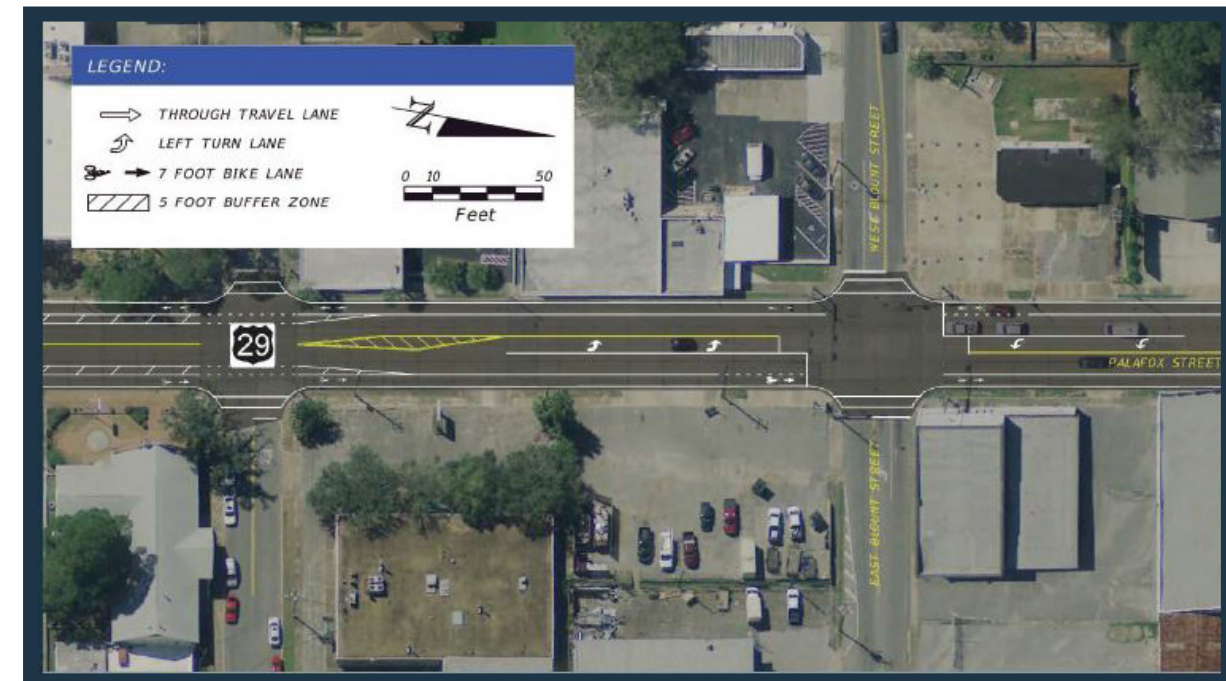 LEGEND:
THROUGH TRAVEL LANE
LEFT TURN LANE
7 FOOT BIKE LANE
5 FOOT BUFFER ZONE
N
0 10 50
Feet
WEST BLOUNT STREET
29
PALAFOX STREET
EAST BLOUNT STREET